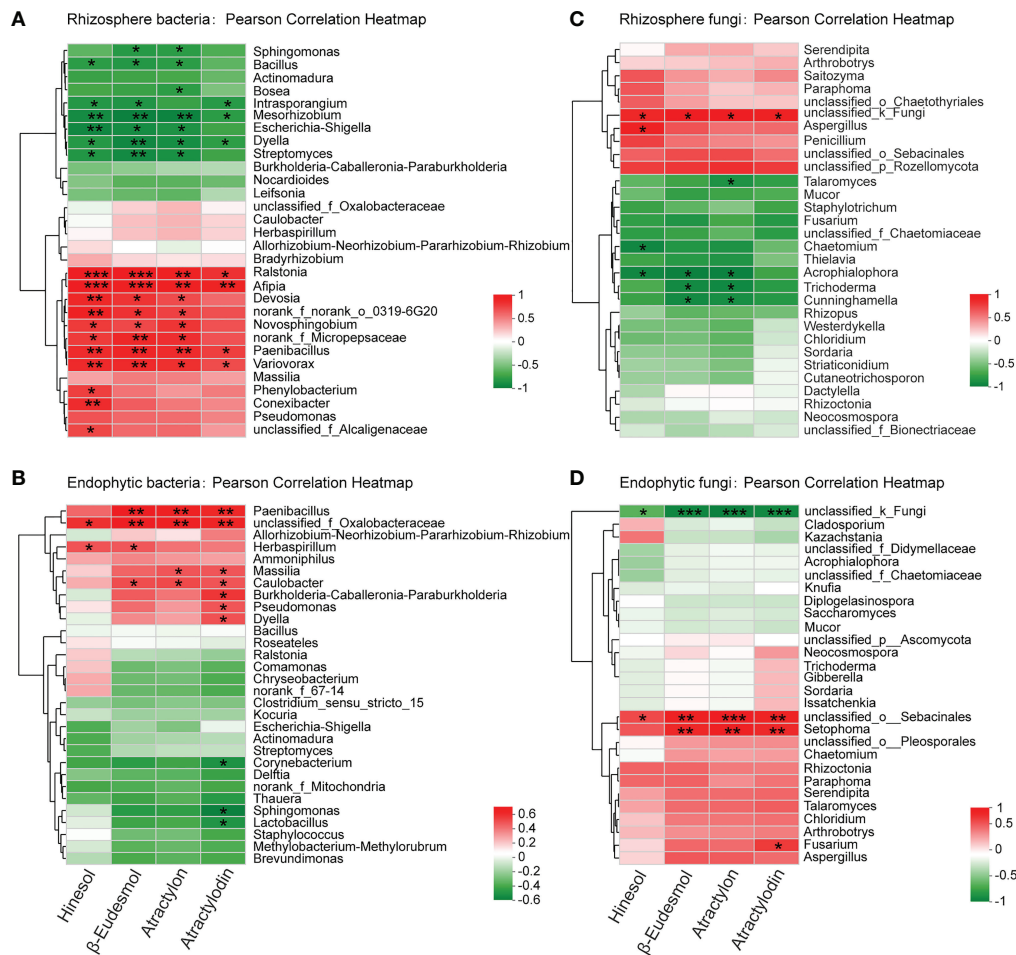 A
Rhizosphere bacteria: Pearson Correlation Heatmap
* * Sphingomonas
* * * Bacillus
Actinomadura
* Bosea
* * * Intrasporangium
** ** ** * Mesorhizobium
** * * Escherichia-Shigella
* ** * * Dyella
* ** * Streptomyces
Burkholderia-Caballeronia-Paraburkholderia
Nocardioides
Leifsonia
unclassified_f_Oxalobacteraceae
Caulobacter
Herbaspirillum
Allorhizobium-Neorhizobium-Pararhizobium-Rhizobium
Bradyrhizobium
*** *** ** * Ralstonia
*** *** ** ** Afipia
** * * Devosia
** * * norank_f_norank_o_0319-6G20
* * * Novosphingobium
* ** * norank_f_Micropepsaceae
** ** ** * Paenibacillus
** ** * * Variovorax
Massilia
* Phenylobacterium
** Conexibacter
Pseudomonas
* unclassified_f_Alcaligenaceae
1
0.5
0
-0.5
-1
B
Endophytic bacteria: Pearson Correlation Heatmap
** ** ** Paenibacillus
* ** ** ** unclassified_f_Oxalobacteraceae
Allorhizobium-Neorhizobium-Pararhizobium-Rhizobium
* * Herbaspirillum
Ammoniphilus
* * Massilia
* * * Caulobacter
* Burkholderia-Caballeronia-Paraburkholderia
* Pseudomonas
* Dyella
Bacillus
Roseateles
Ralstonia
Comamonas
Chryseobacterium
norank_f_67-14
Clostridium_sensu_stricto_15
Kocuria
Escherichia-Shigella
Actinomadura
Streptomyces
* Corynebacterium
Delftia
norank_f_Mitochondria
Thauera
* Sphingomonas
* Lactobacillus
Staphylococcus
Methylobacterium-Methylorubrum
Brevundimonas
0.6
0.4
0.2
0
-0.2
-0.4
-0.6
Hinesol
β-Eudesmol
Atractylon
Atractylodin
C
Rhizosphere fungi: Pearson Correlation Heatmap
Serendipita
Arthrobotrys
Saitozyma
Paraphoma
unclassified_o_Chaetothyriales
* * * * unclassified_k_Fungi
* Aspergillus
Penicillium
unclassified_o_Sebacinales
unclassified_p_Rozellomycota
* Talaromyces
Mucor
Staphylotrichum
Fusarium
unclassified_f_Chaetomiaceae
* Chaetomium
Thielavia
* * * Acrophialophora
* * Trichoderma
* * Cunninghamella
Rhizopus
Westerdykella
Chloridium
Sordaria
Striaticonidium
Cutaneotrichosporon
Dactylella
Rhizoctonia
Neocosmospora
unclassified_f_Bionectriaceae
1
0.5
0
-0.5
-1
D
Endophytic fungi: Pearson Correlation Heatmap
* *** *** *** unclassified_k_Fungi
Cladosporium
Kazachstania
unclassified_f_Didymellaceae
Acrophialophora
unclassified_f_Chaetomiaceae
Knufia
Diplogelasinospora
Saccharomyces
Mucor
unclassified_p__Ascomycota
Neocosmospora
Trichoderma
Gibberella
Sordaria
Issatchenkia
* ** *** ** unclassified_o__Sebacinales
** ** ** Setophoma
unclassified_o__Pleosporales
Chaetomium
Rhizoctonia
Paraphoma
Serendipita
Talaromyces
Chloridium
Arthrobotrys
* Fusarium
Aspergillus
1
0.5
0
-0.5
-1
Hinesol
β-Eudesmol
Atractylon
Atractylodin